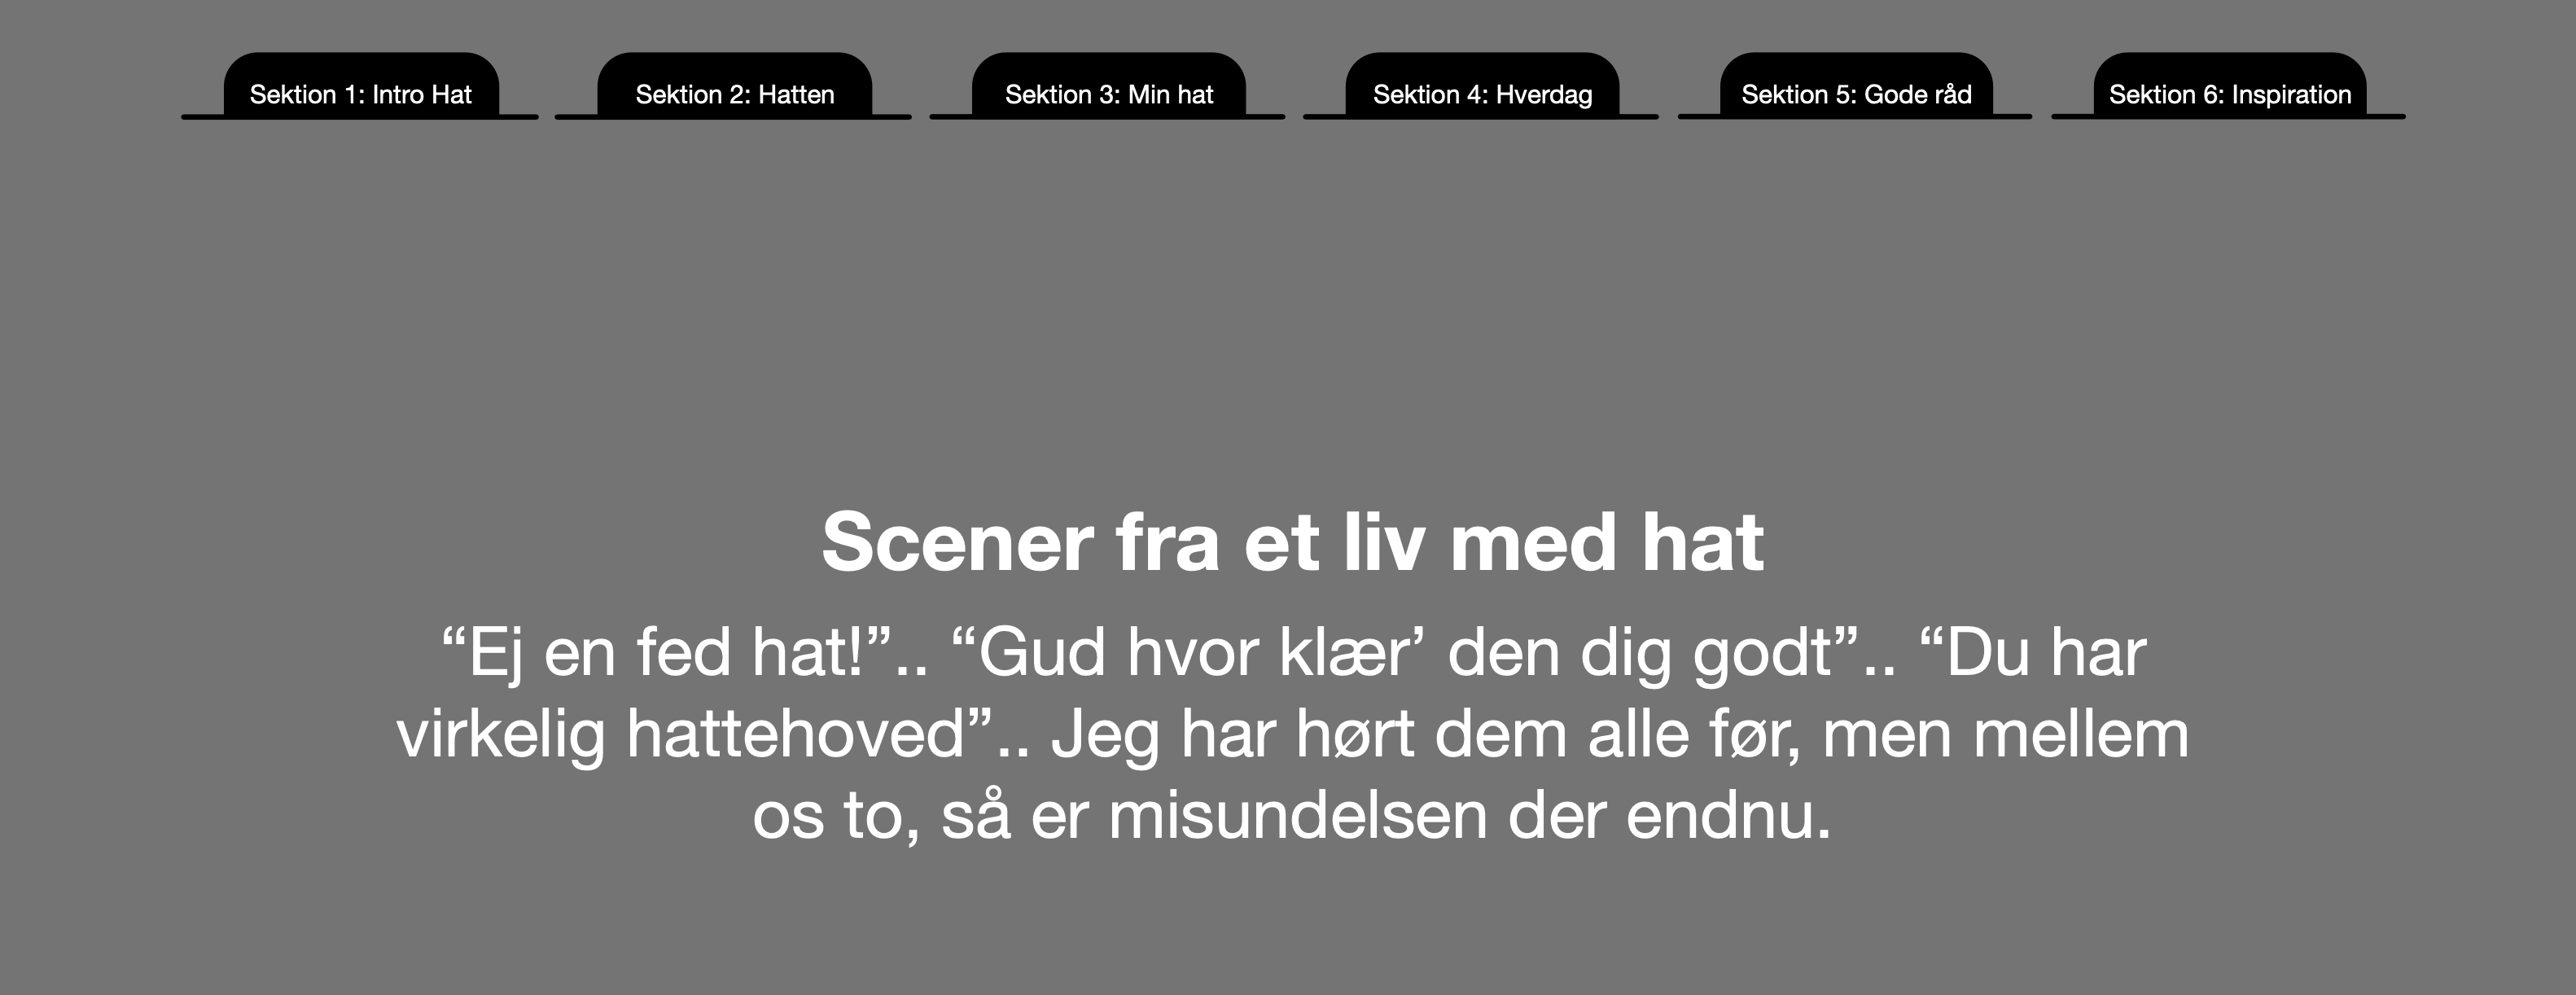 Sektion 1: Intro Hat
Sektion 2: Hatten
Sektion 3: Min hat
Sektion 4: Hverdag
Sektion 5: Gode råd
Sektion 6: Inspiration
Scener fra et liv med hat
“Ej en fed hat!”.. “Gud hvor klær’ den dig godt”.. “Du har
virkelig hattehoved”.. Jeg har hørt dem alle før, men mellem
os to, så er misundelsen der endnu.